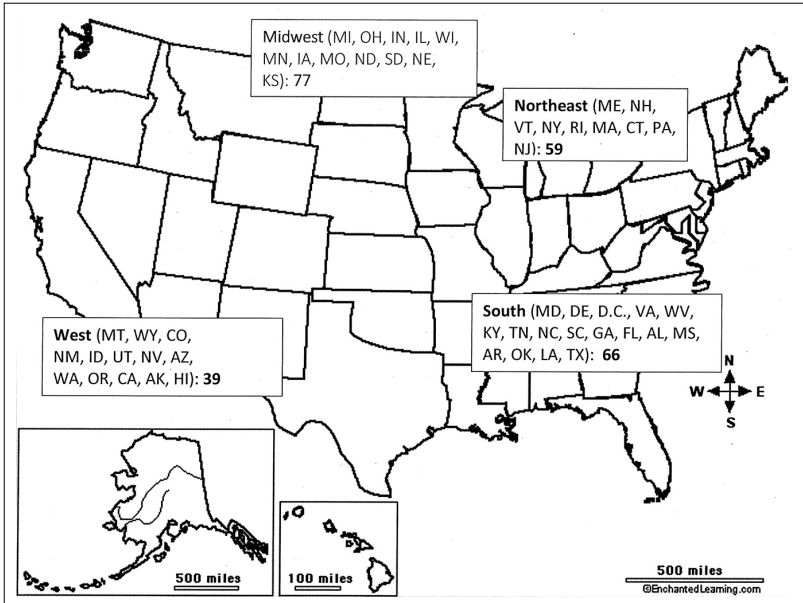 Midwest (MI, OH, IN, IL, WI,
MN, IA, MO, ND, SD, NE,
KS): 77
Northeast (ME, NH,
VT, NY, RI, MA, CT, PA,
NJ): 59
South (MD, DE, D.C., VA, WV,
KY, TN, NC, SC, GA, FL, AL, MS,
AR, OK, LA, TX): 66
West (MT, WY, CO,
NM, ID, UT, NV, AZ,
WA, OR, CA, AK, HI): 39
N
W E
S
500 miles
100 miles
500 miles
©EnchantedLearning.com